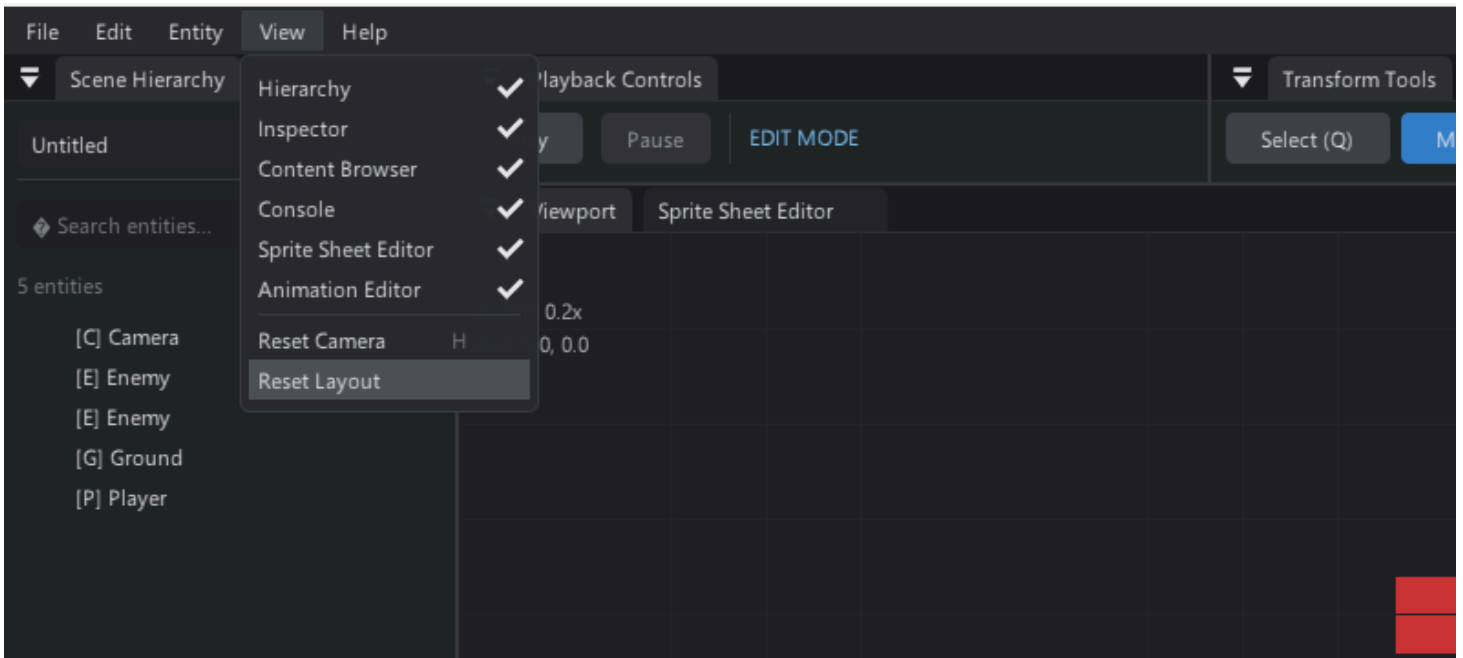 File Edit Entity View Help
Scene Hierarchy
Playback Controls
Transform Tools
Untitled
Pause
EDIT MODE
Select (Q)
Hierarchy
Inspector
Content Browser
Console
Sprite Sheet Editor
Animation Editor
Reset Camera H
Reset Layout
Viewport
Sprite Sheet Editor
Search entities...
5 entities
[C] Camera
[E] Enemy
[E] Enemy
[G] Ground
[P] Player
0.2x
0, 0.0